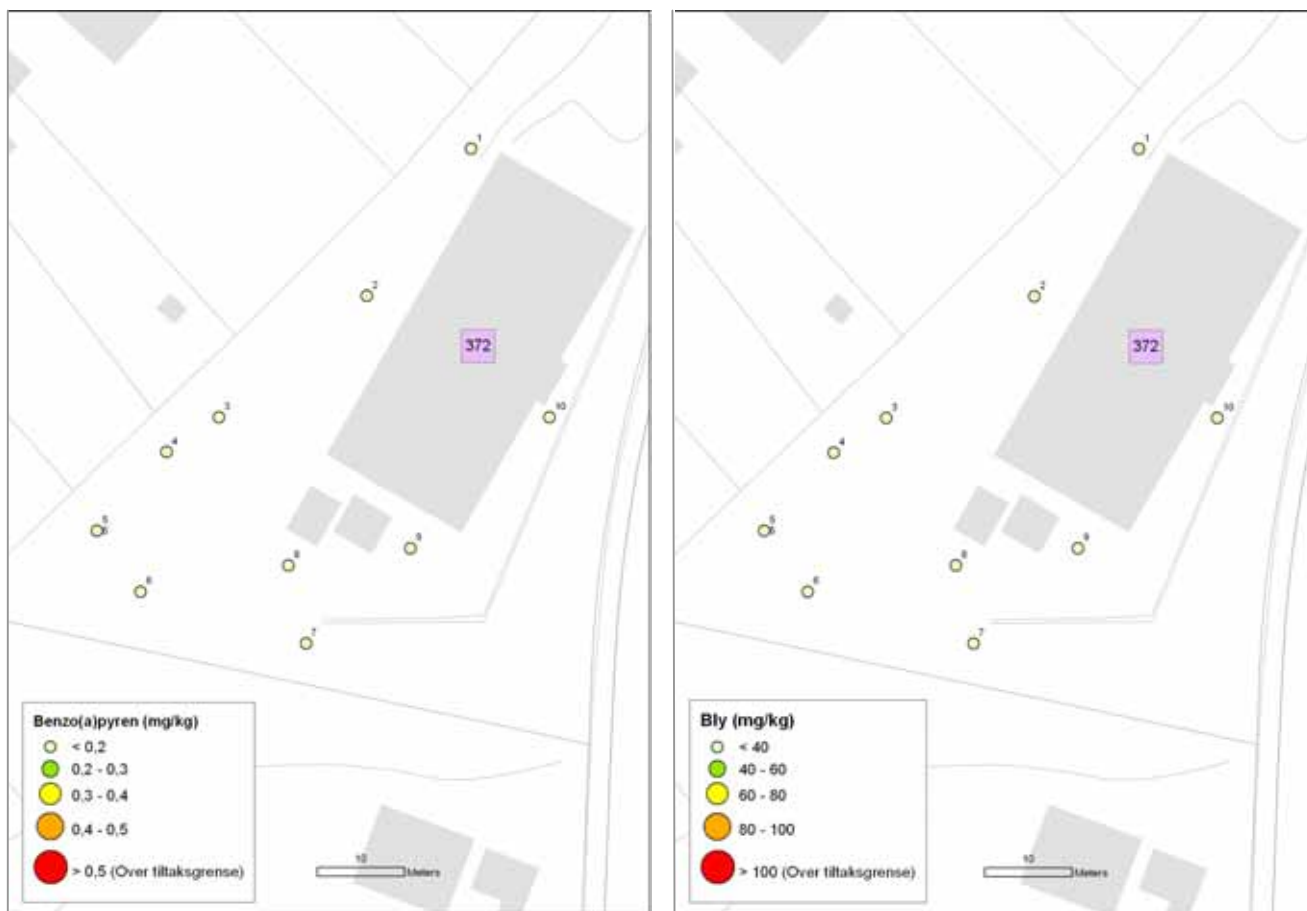 1
2
372
3
10
4
5
6
9
8
6
7
Benzo(a)pyren (mg/kg)
< 0,2
0,2 - 0,3
0,3 - 0,4
0,4 - 0,5
> 0,5 (Over tiltaksgrense)
10
Meters
1
2
372
3
10
4
5
6
9
8
6
7
Bly (mg/kg)
< 40
40 - 60
60 - 80
80 - 100
> 100 (Over tiltaksgrense)
10
Meters